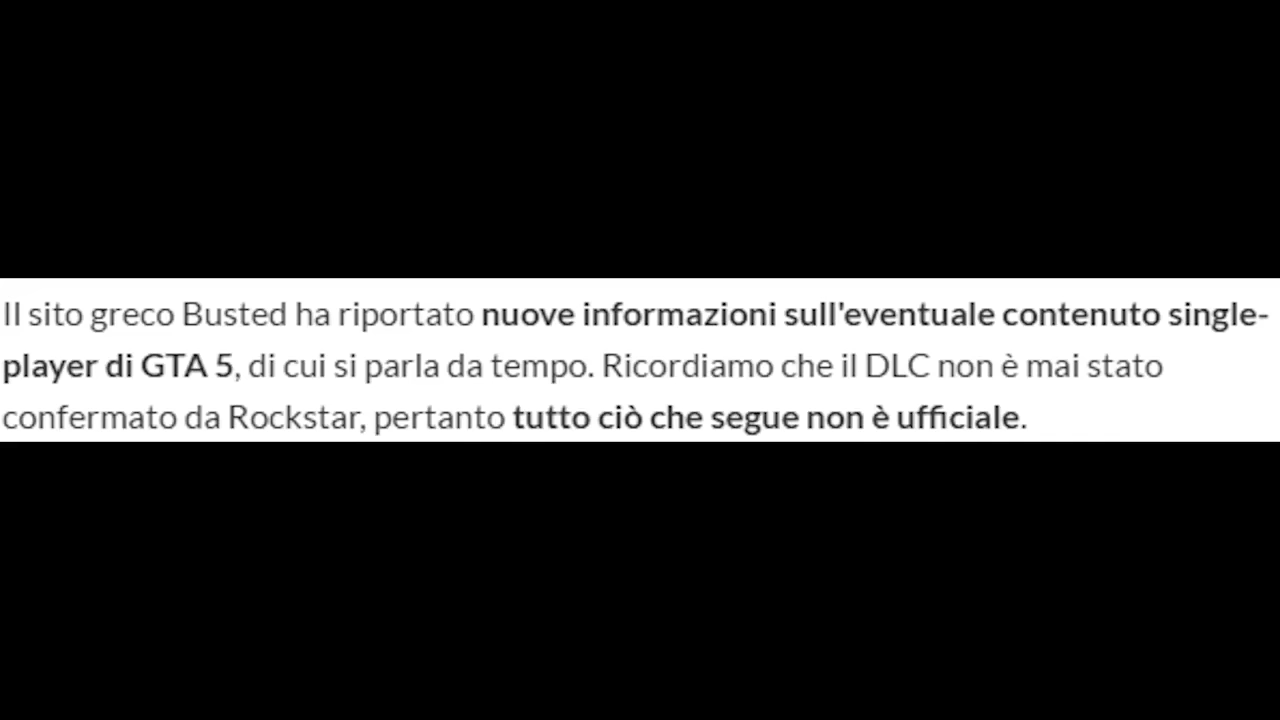 Il sito greco Busted ha riportato nuove informazioni sull'eventuale contenuto single-
player di GTA 5, di cui si parla da tempo. Ricordiamo che il DLC non è mai stato
confermato da Rockstar, pertanto tutto ciò che segue non è ufficiale.